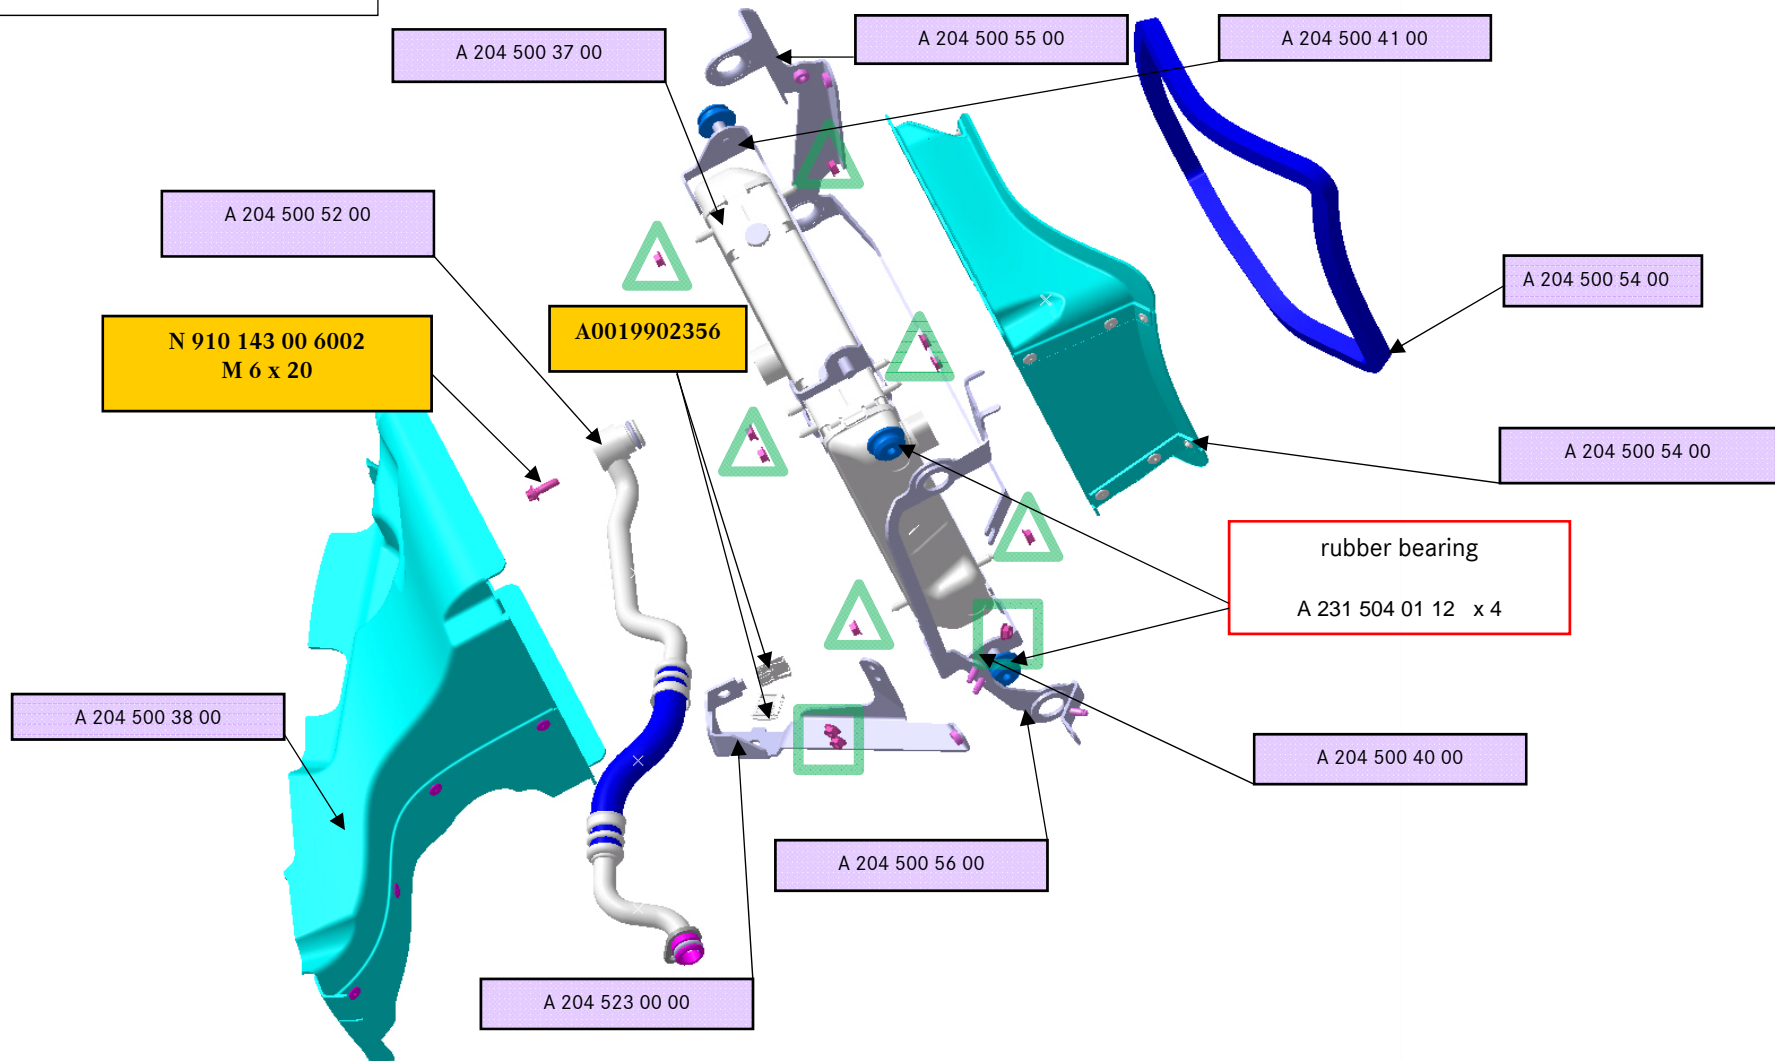 A 204 500 37 00
A 204 500 55 00
A 204 500 41 00
A 204 500 52 00
A 204 500 54 00
N 910 143 00 6002
M 6 x 20
A0019902356
A 204 500 54 00
rubber bearing
A 231 504 01 12 x 4
A 204 500 38 00
A 204 500 40 00
A 204 500 56 00
A 204 523 00 00